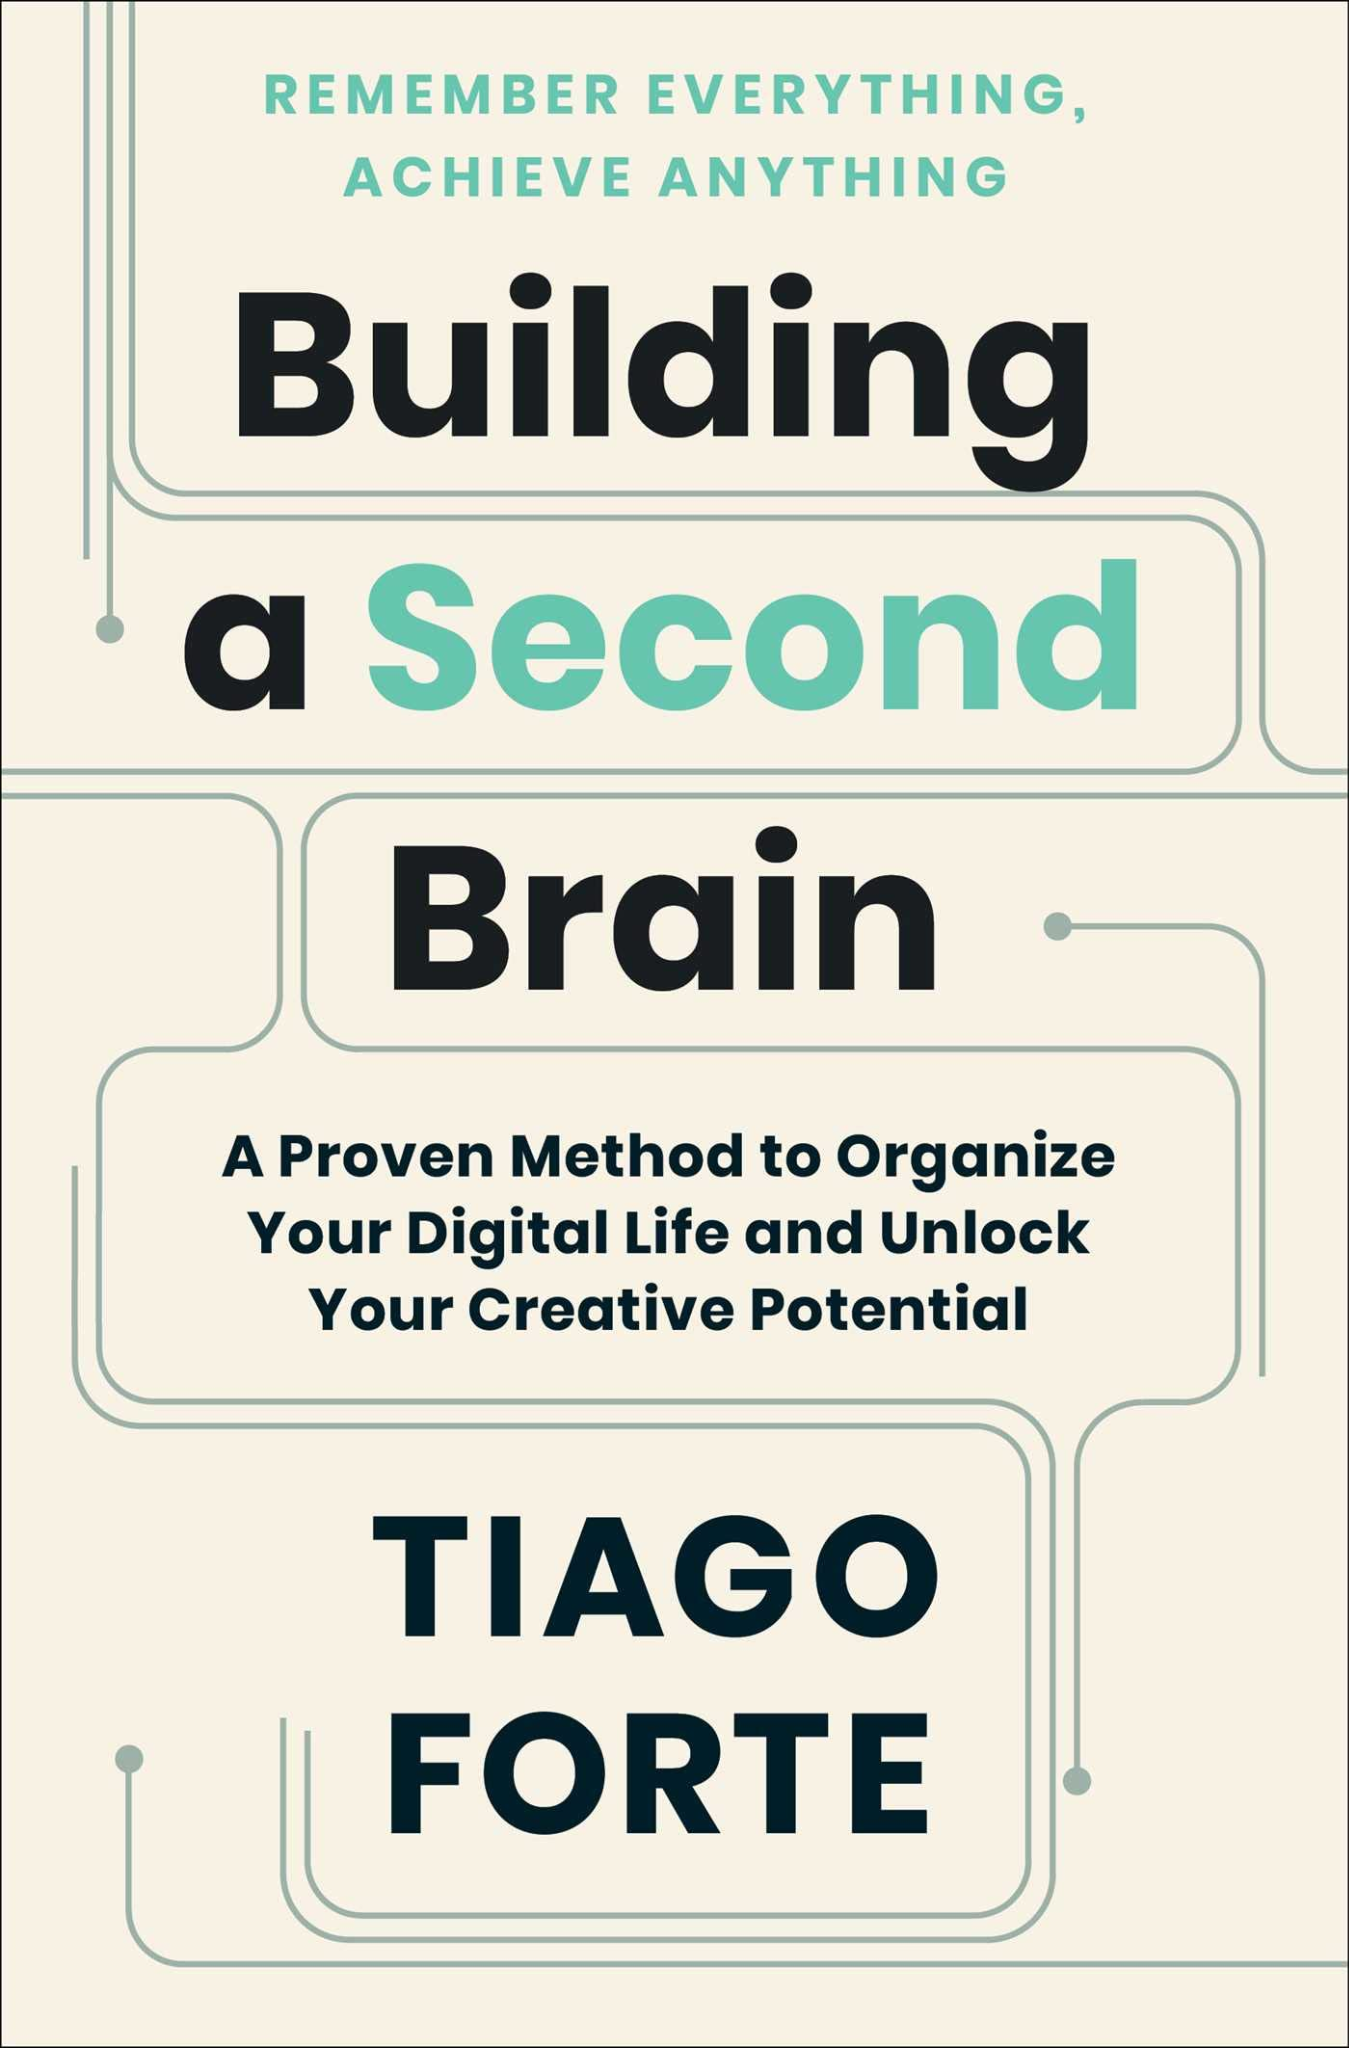 REMEMBER EVERYTHING,
ACHIEVE ANYTHING
Building
a Second
Brain
A Proven Method to Organize
Your Digital Life and Unlock
Your Creative Potential
TIAGO
FORTE